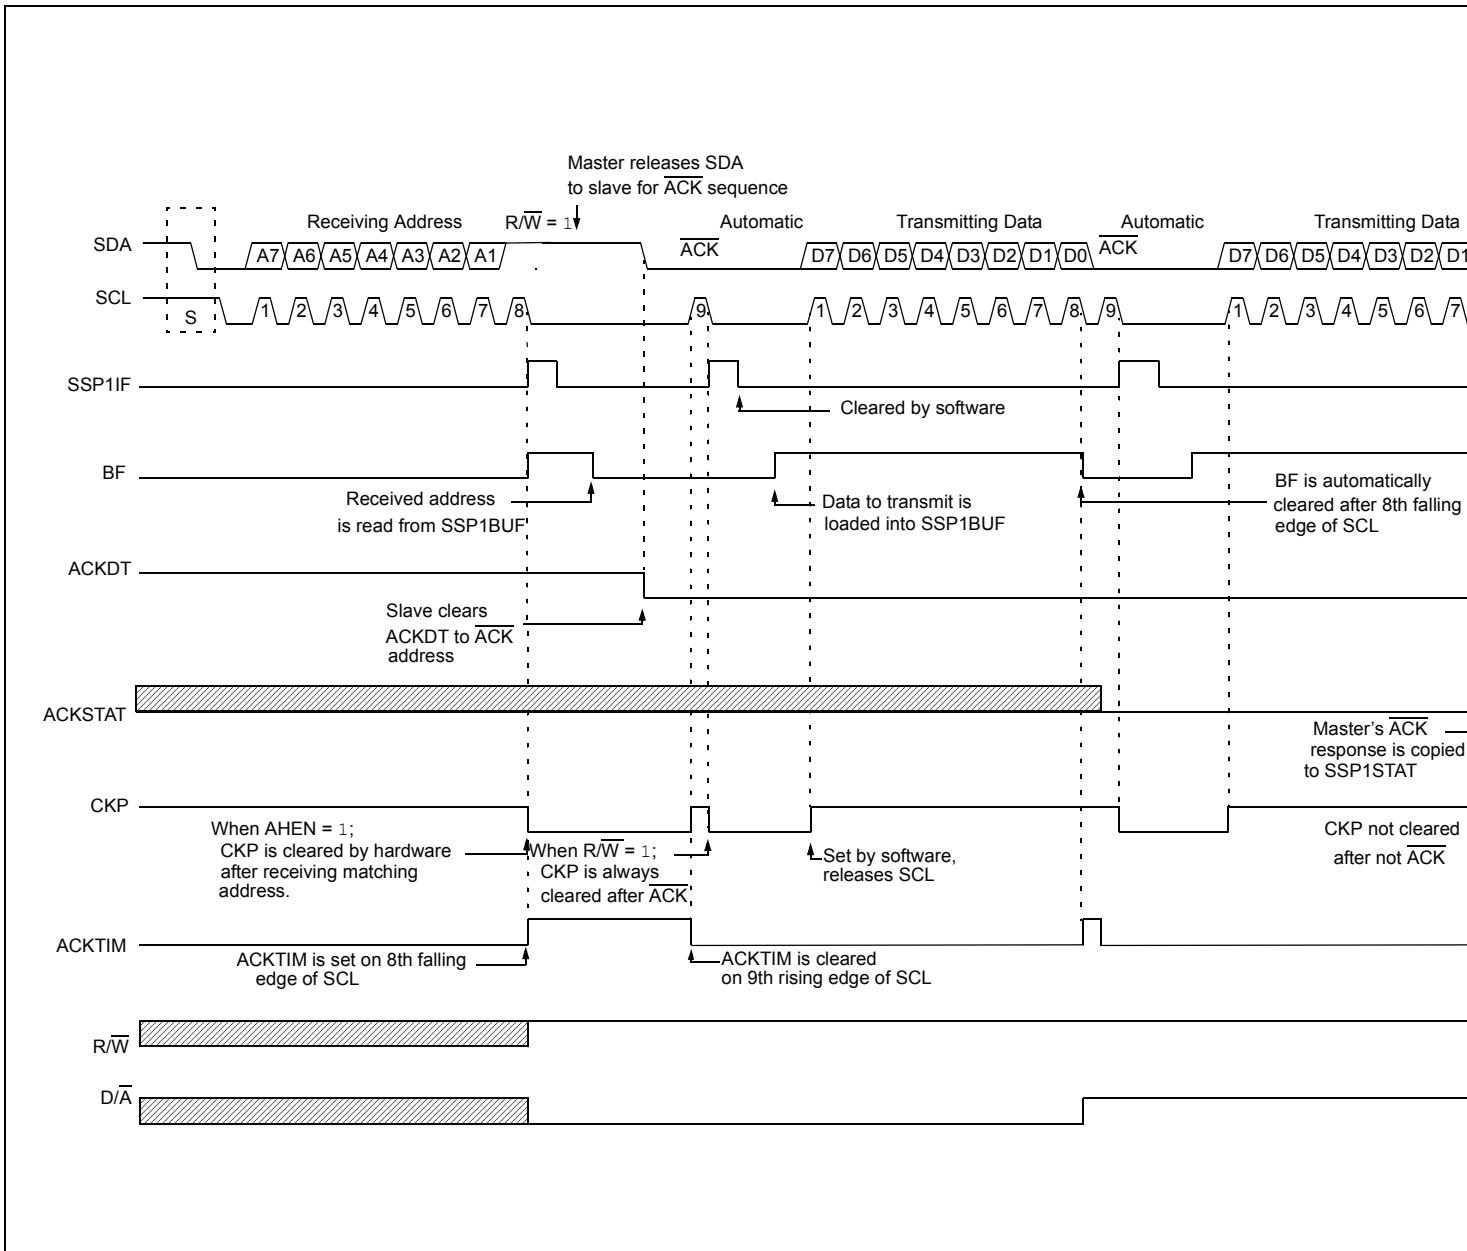 Master releases SDA
to slave for A̅C̅K̅ sequence
Receiving Address
R/W̅ = 1
Automatic
Transmitting Data
Automatic
Transmitting Data
SDA
A7 A6 A5 A4 A3 A2 A1
A̅C̅K̅
D7 D6 D5 D4 D3 D2 D1 D0
A̅C̅K̅
D7 D6 D5 D4 D3 D2 D1
SCL
S
1 2 3 4 5 6 7 8 9 1 2 3 4 5 6 7 8 9 1 2 3 4 5 6 7
SSP1IF
Cleared by software
BF
Received address
is read from SSP1BUF
Data to transmit is
loaded into SSP1BUF
BF is automatically
cleared after 8th falling
edge of SCL
ACKDT
Slave clears
ACKDT to A̅C̅K̅
address
ACKSTAT
Master's A̅C̅K̅
response is copied
to SSP1STAT
CKP
When AHEN = 1;
CKP is cleared by hardware
after receiving matching
address.
When R/W̅ = 1;
CKP is always
cleared after A̅C̅K̅
Set by software,
releases SCL
CKP not cleared
after not A̅C̅K̅
ACKTIM
ACKTIM is set on 8th falling
edge of SCL
ACKTIM is cleared
on 9th rising edge of SCL
R/W̅
D/A̅